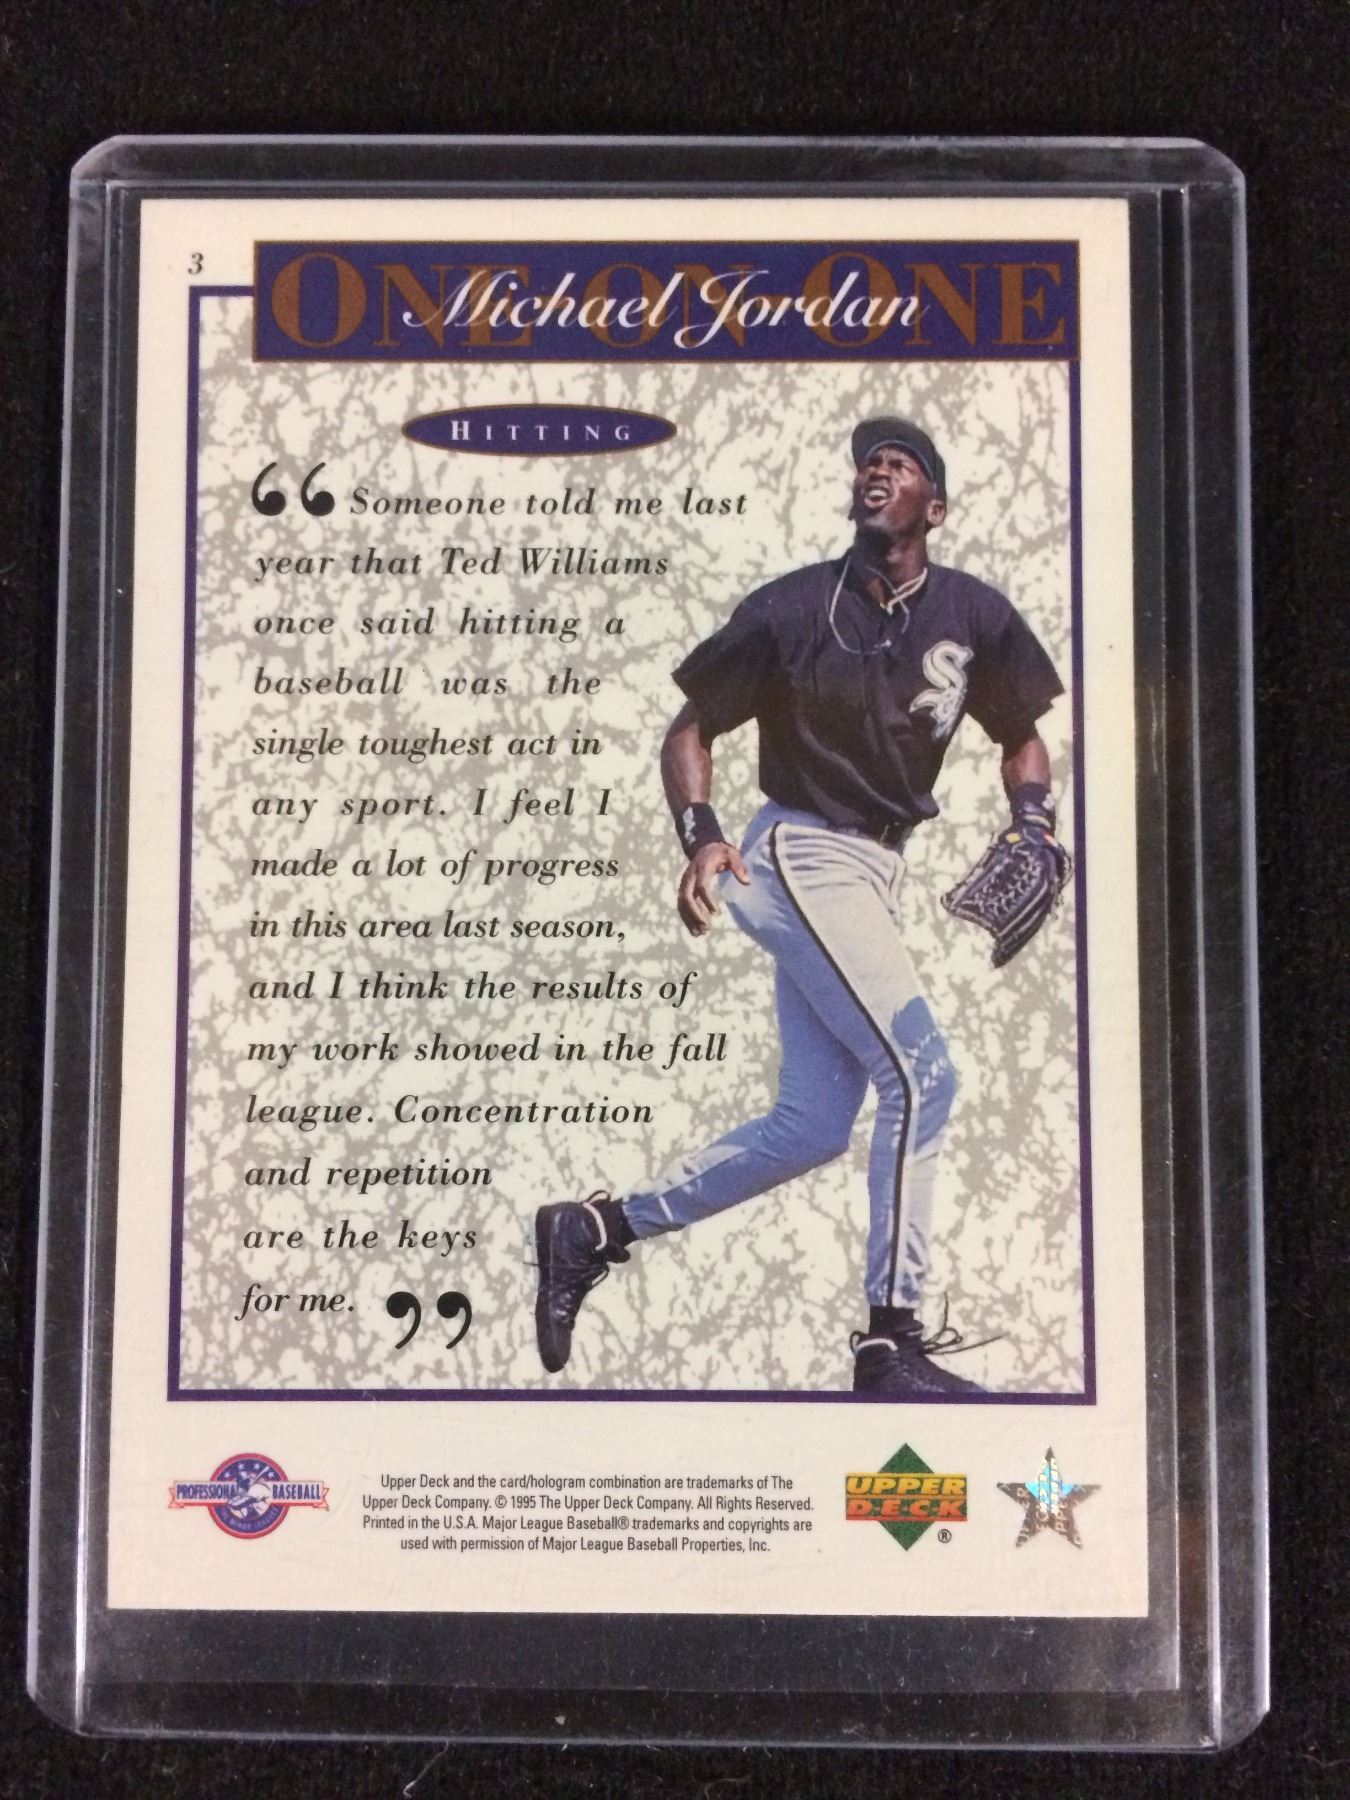 3
ONE-ON-ONE
Michael Jordan
HITTING
“ Someone told me last
year that Ted Williams
once said hitting a
baseball was the
single toughest act in
any sport. I feel I
made a lot of progress
in this area last season,
and I think the results of
my work showed in the fall
league. Concentration
and repetition
are the keys
for me. ”
PROFESSIONAL BASEBALL
Upper Deck and the card/hologram combination are trademarks of The
Upper Deck Company. © 1995 The Upper Deck Company. All Rights Reserved.
Printed in the U.S.A. Major League Baseball® trademarks and copyrights are
used with permission of Major League Baseball Properties, Inc.
UPPER
DECK
®